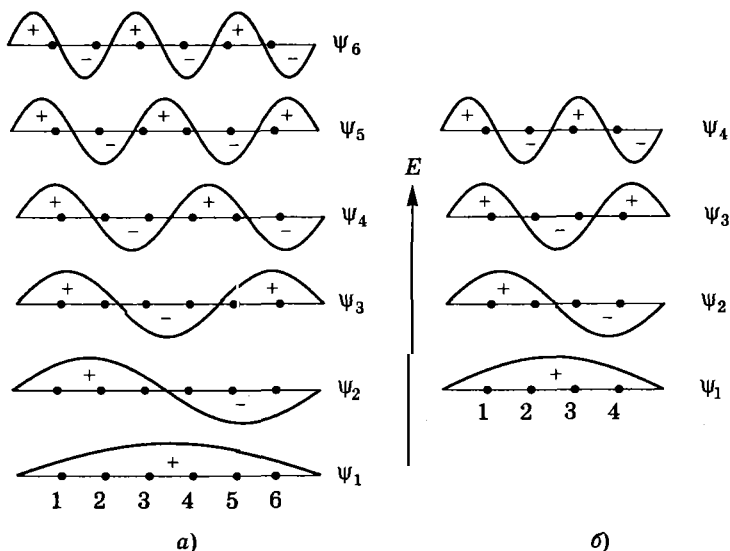 + + + Ψ6
− − −
+ + + Ψ5
− −
+ + Ψ4
− −
+ + Ψ3
−
+ Ψ2
−
+ Ψ1
1 2 3 4 5 6
а)
E
+ + Ψ4
− −
+ + Ψ3
−
+ Ψ2
−
+ Ψ1
1 2 3 4
б)